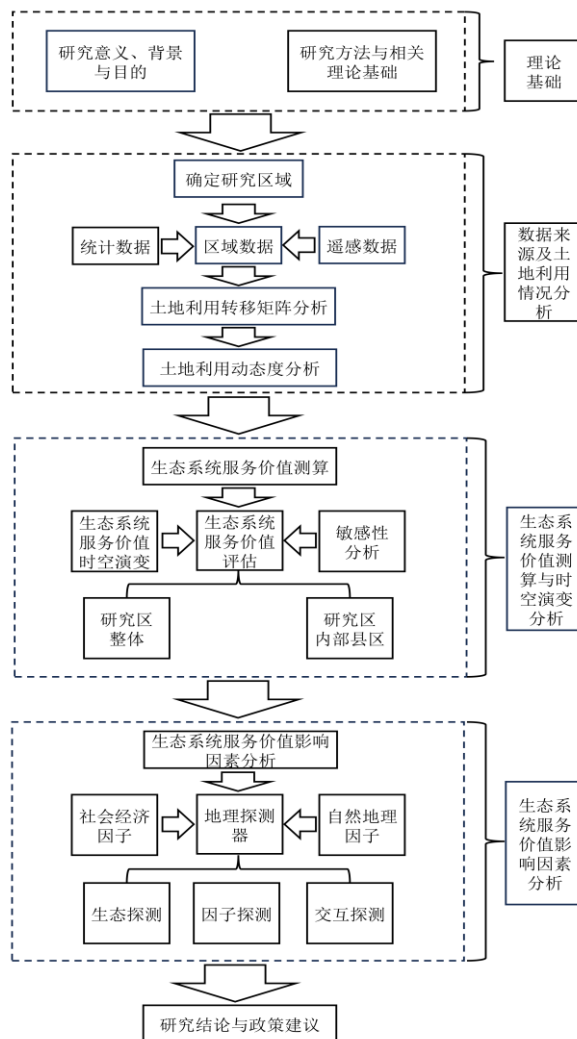 研究意义、背景
与目的
研究方法与相关
理论基础
理论
基础
确定研究区域
统计数据
区域数据
遥感数据
土地利用转移矩阵分析
土地利用动态度分析
数据来
源及土
地利用
情况分
析
生态系统服务价值测算
生态系统
服务价值
时空演变
生态系统
服务价值
评估
敏感性
分析
研究区
整体
研究区
内部县区
生态系
统服务
价值测
算与时
空演变
分析
生态系统服务价值影响
因素分析
社会经济
因子
地理探测
器
自然地理
因子
生态探测
因子探测
交互探测
生态系
统服务
价值影
响因素
分析
研究结论与政策建议